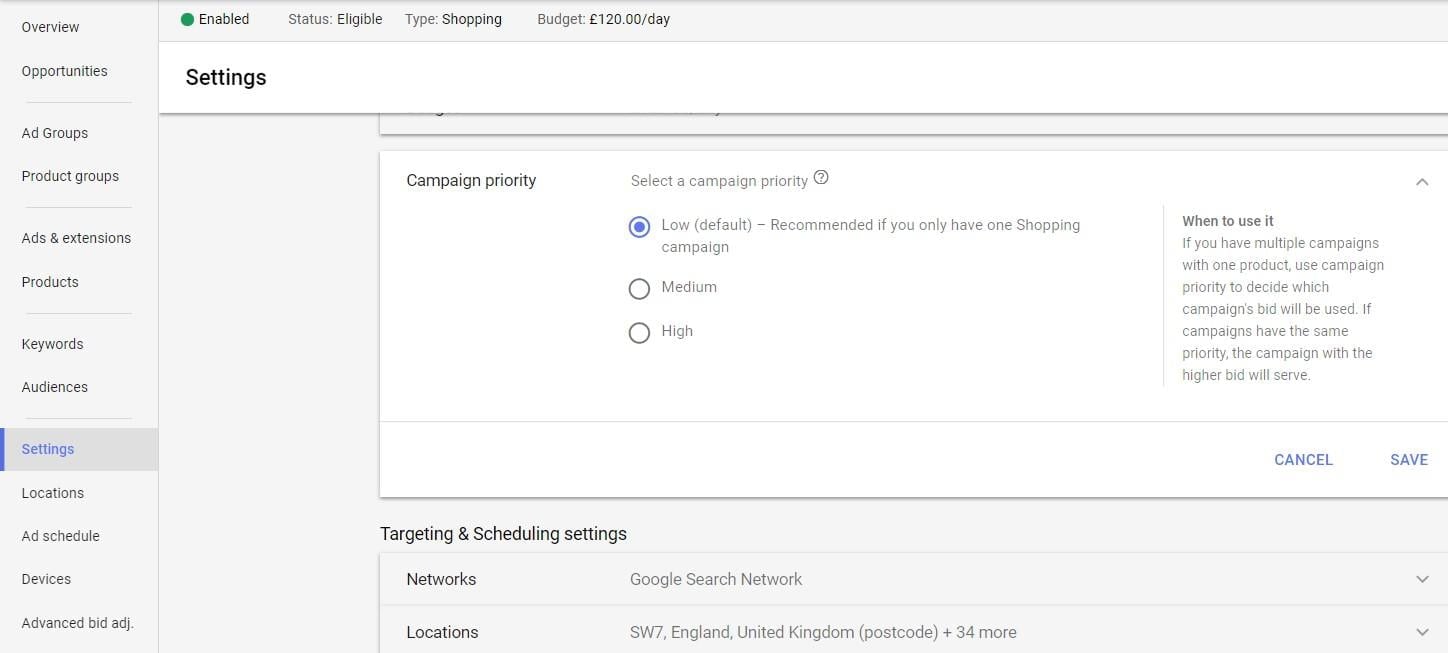 Overview
Opportunities
Ad Groups
Product groups
Ads & extensions
Products
Keywords
Audiences
Settings
Locations
Ad schedule
Devices
Advanced bid adj.
Enabled Status: Eligible Type: Shopping Budget: £120.00/day
Settings
Campaign priority
Select a campaign priority
Low (default) – Recommended if you only have one Shopping
campaign
Medium
High
When to use it
If you have multiple campaigns
with one product, use campaign
priority to decide which
campaign's bid will be used. If
campaigns have the same
priority, the campaign with the
higher bid will serve.
CANCEL SAVE
Targeting & Scheduling settings
Networks Google Search Network
Locations SW7, England, United Kingdom (postcode) + 34 more